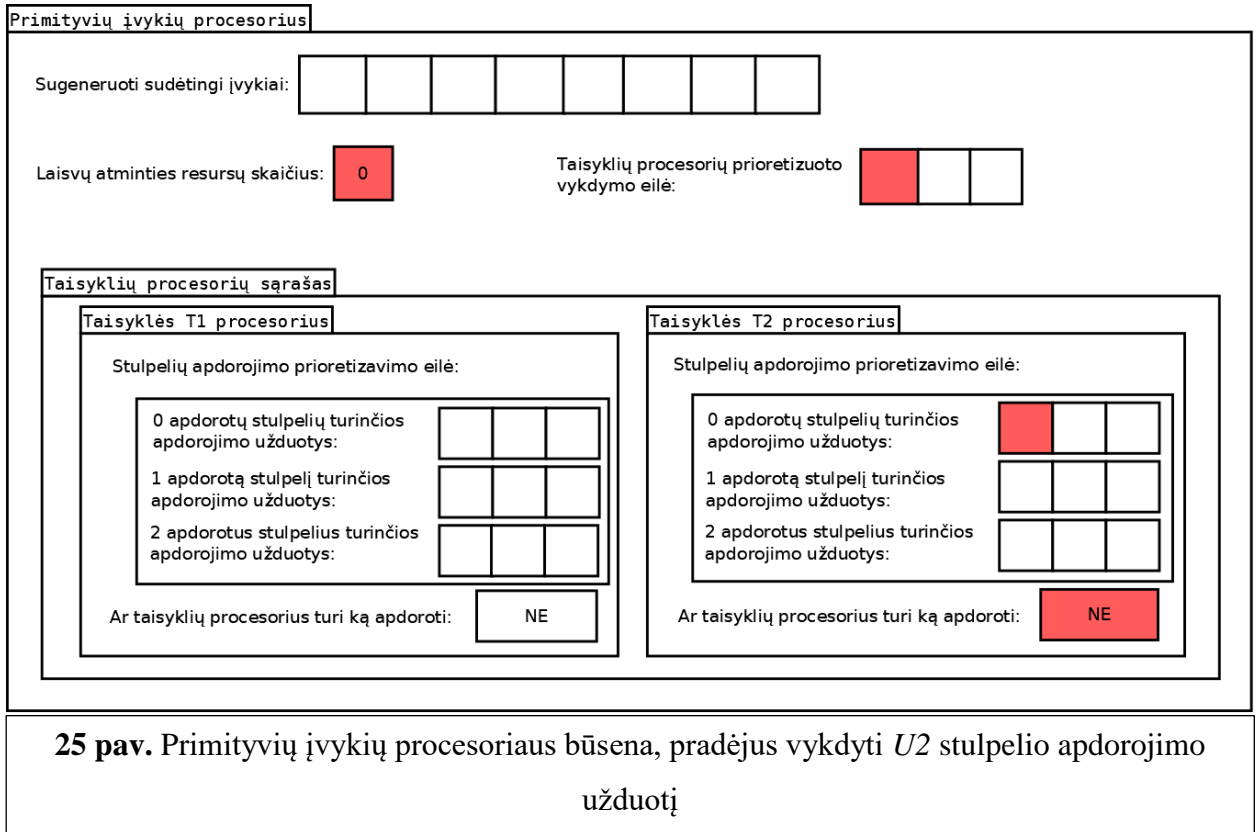 Primityvių įvykių procesorius
Sugeneruoti sudėtingi įvykiai:
Laisvų atminties resursų skaičius: 0
Taisyklių procesorių prioretizuoto
vykdymo eilė:
Taisyklių procesorių sąrašas
Taisyklės T1 procesorius
Stulpelių apdorojimo prioretizavimo eilė:
0 apdorotų stulpelių turinčios
apdorojimo užduotys:
1 apdorotą stulpelį turinčios
apdorojimo užduotys:
2 apdorotus stulpelius turinčios
apdorojimo užduotys:
Ar taisyklių procesorius turi ką apdoroti: NE
Taisyklės T2 procesorius
Stulpelių apdorojimo prioretizavimo eilė:
0 apdorotų stulpelių turinčios
apdorojimo užduotys:
1 apdorotą stulpelį turinčios
apdorojimo užduotys:
2 apdorotus stulpelius turinčios
apdorojimo užduotys:
Ar taisyklių procesorius turi ką apdoroti: NE
25 pav. Primityvių įvykių procesoriaus būsena, pradėjus vykdyti U2 stulpelio apdorojimo
užduotį